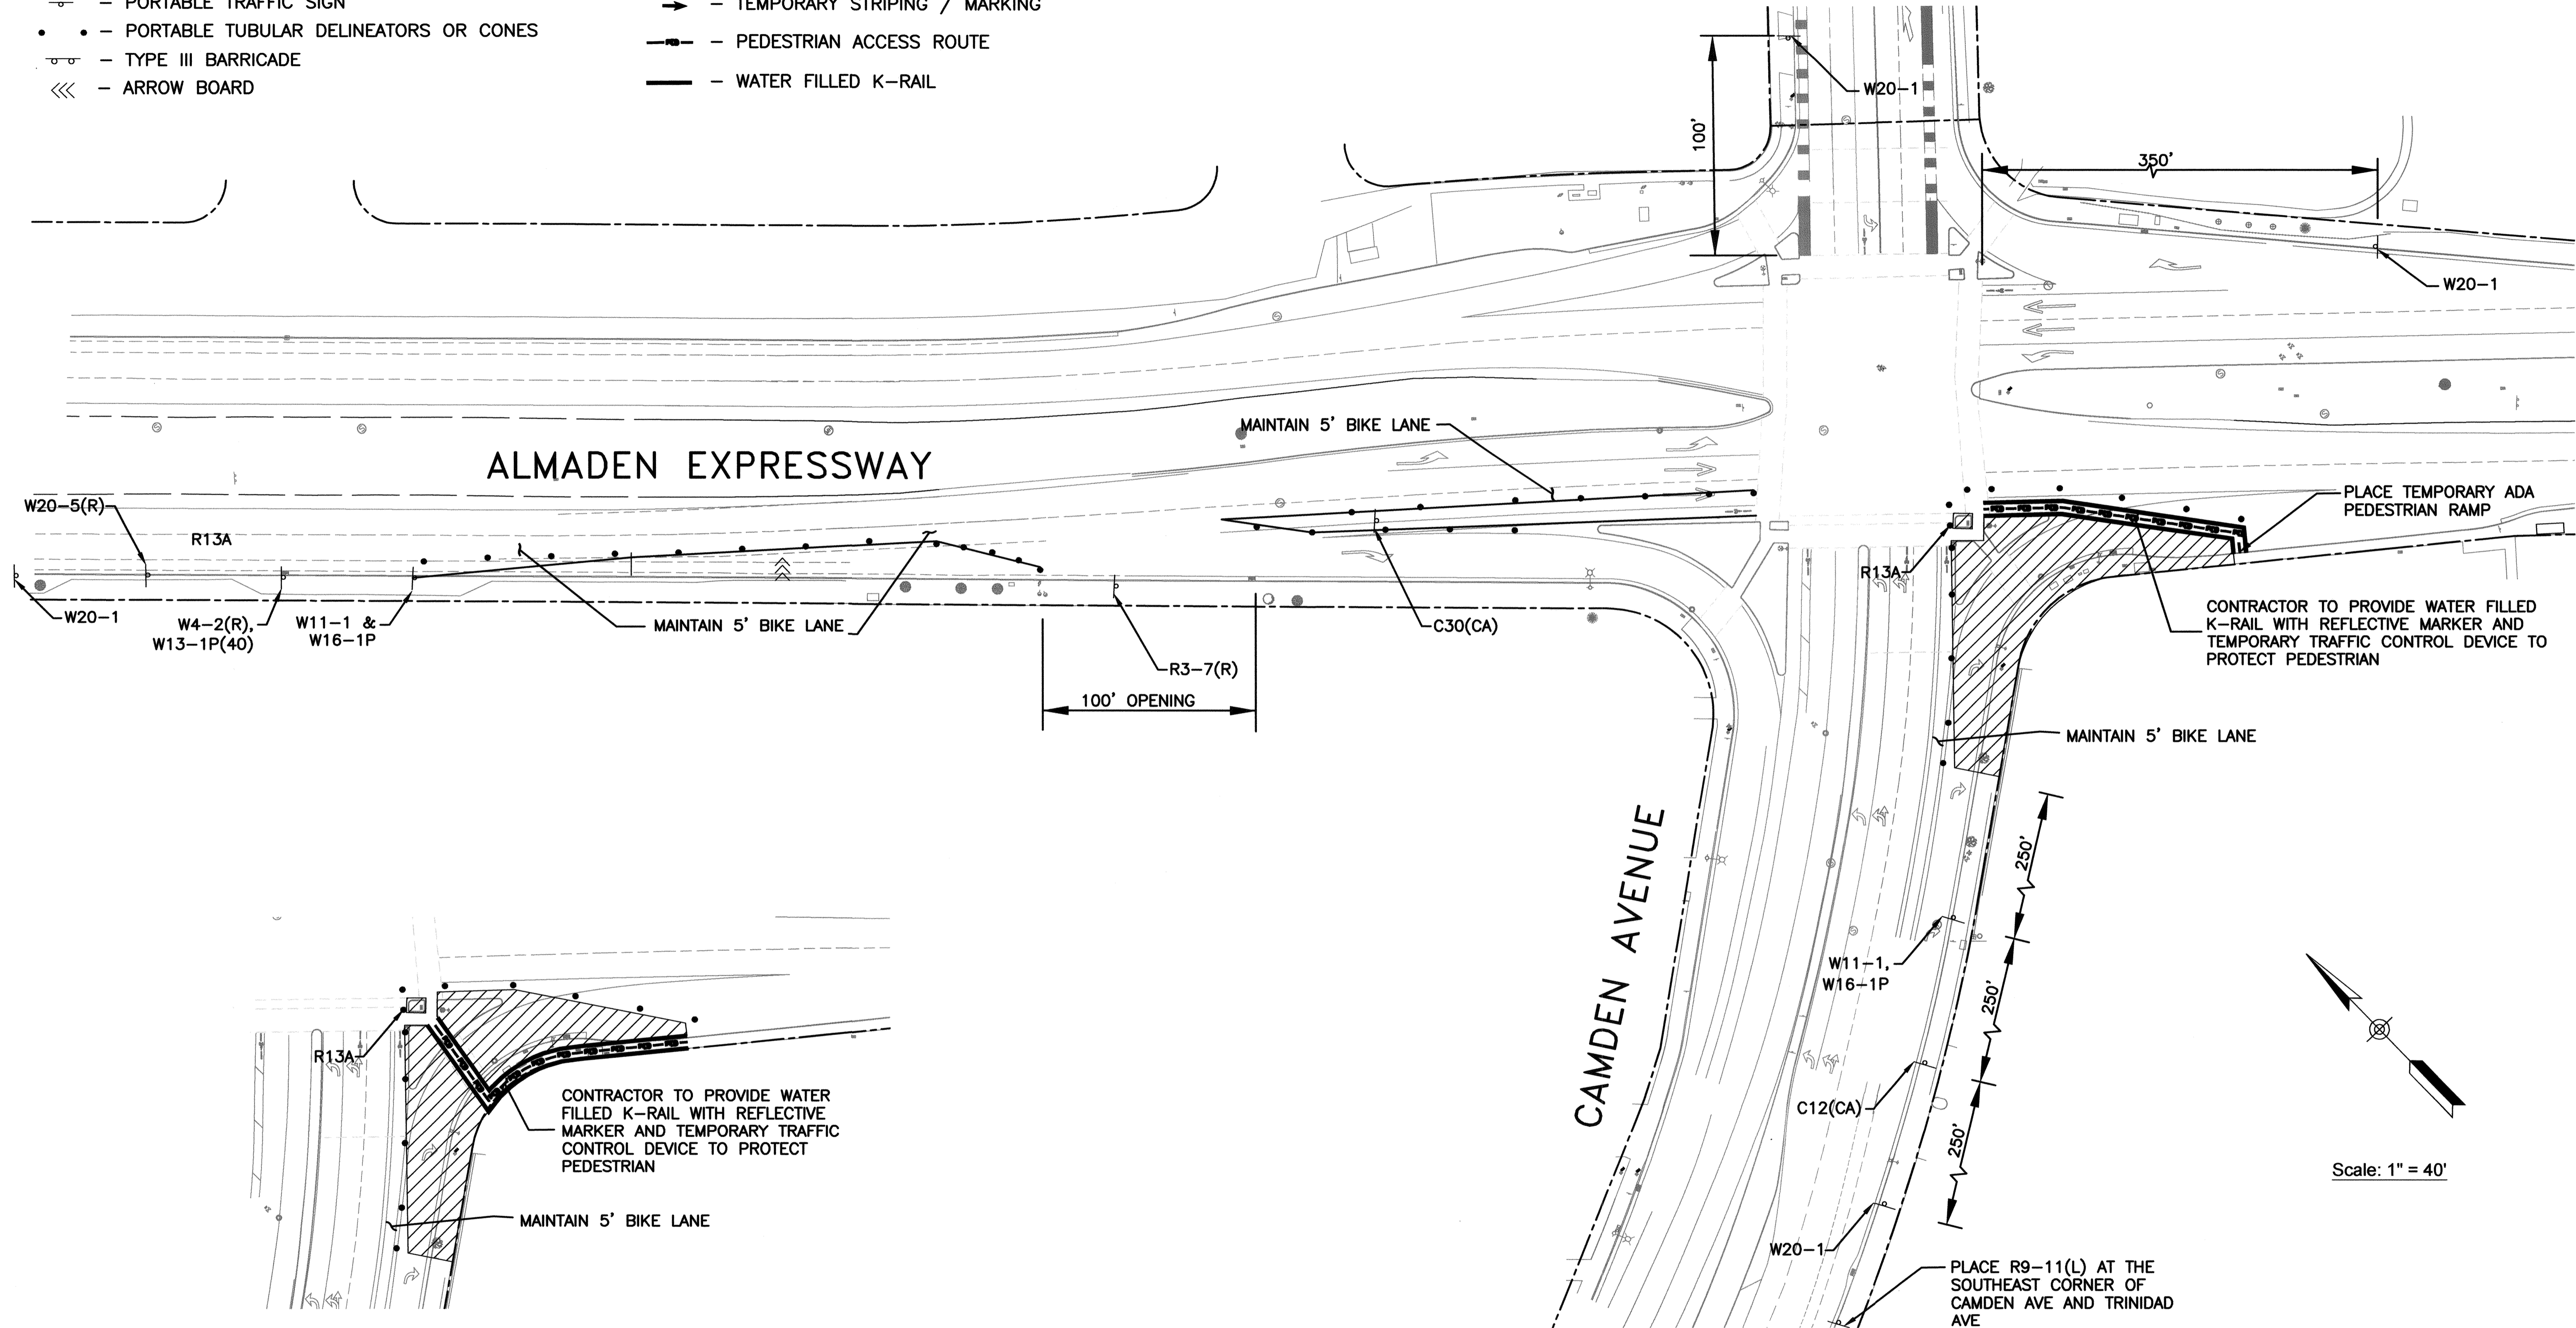 – PORTABLE TRAFFIC SIGN
– PORTABLE TUBULAR DELINEATORS OR CONES
– TYPE III BARRICADE
– ARROW BOARD
– TEMPORARY STRIPING / MARKING
– PEDESTRIAN ACCESS ROUTE
– WATER FILLED K-RAIL
W20-1
100'
350'
W20-1
MAINTAIN 5' BIKE LANE
ALMADEN EXPRESSWAY
W20-5(R)
R13A
W20-1
W4-2(R),
W13-1P(40)
W11-1 &
W16-1P
MAINTAIN 5' BIKE LANE
R3-7(R)
100' OPENING
C30(CA)
R13A
PLACE TEMPORARY ADA
PEDESTRIAN RAMP
CONTRACTOR TO PROVIDE WATER FILLED
K-RAIL WITH REFLECTIVE MARKER AND
TEMPORARY TRAFFIC CONTROL DEVICE TO
PROTECT PEDESTRIAN
MAINTAIN 5' BIKE LANE
CAMDEN AVENUE
250'
W11-1,
W16-1P
250'
C12(CA)
250'
W20-1
PLACE R9-11(L) AT THE
SOUTHEAST CORNER OF
CAMDEN AVE AND TRINIDAD
AVE
Scale: 1" = 40'
R13A
CONTRACTOR TO PROVIDE WATER
FILLED K-RAIL WITH REFLECTIVE
MARKER AND TEMPORARY TRAFFIC
CONTROL DEVICE TO PROTECT
PEDESTRIAN
MAINTAIN 5' BIKE LANE